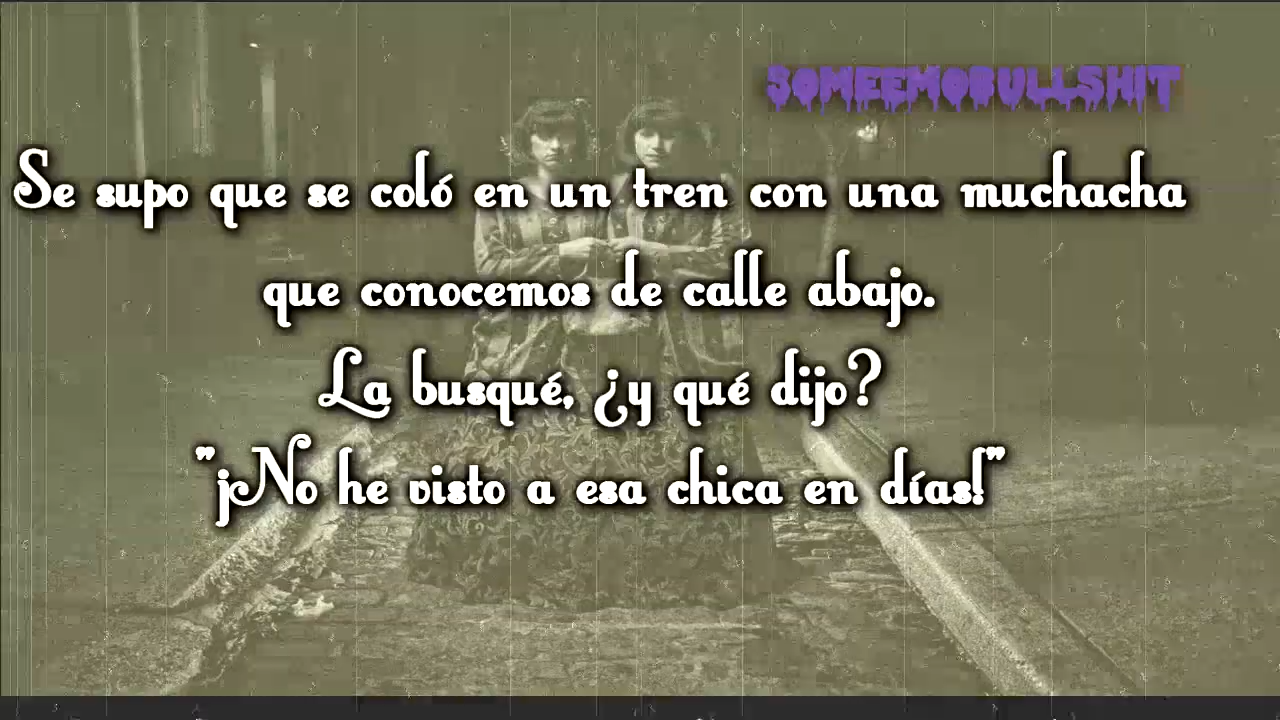 SOMEEMOBULLSHIT
Se supo que se coló en un tren con una muchacha
que conocemos de calle abajo.
La busqué, ¿y qué dijo?
"¡No he visto a esa chica en días!"